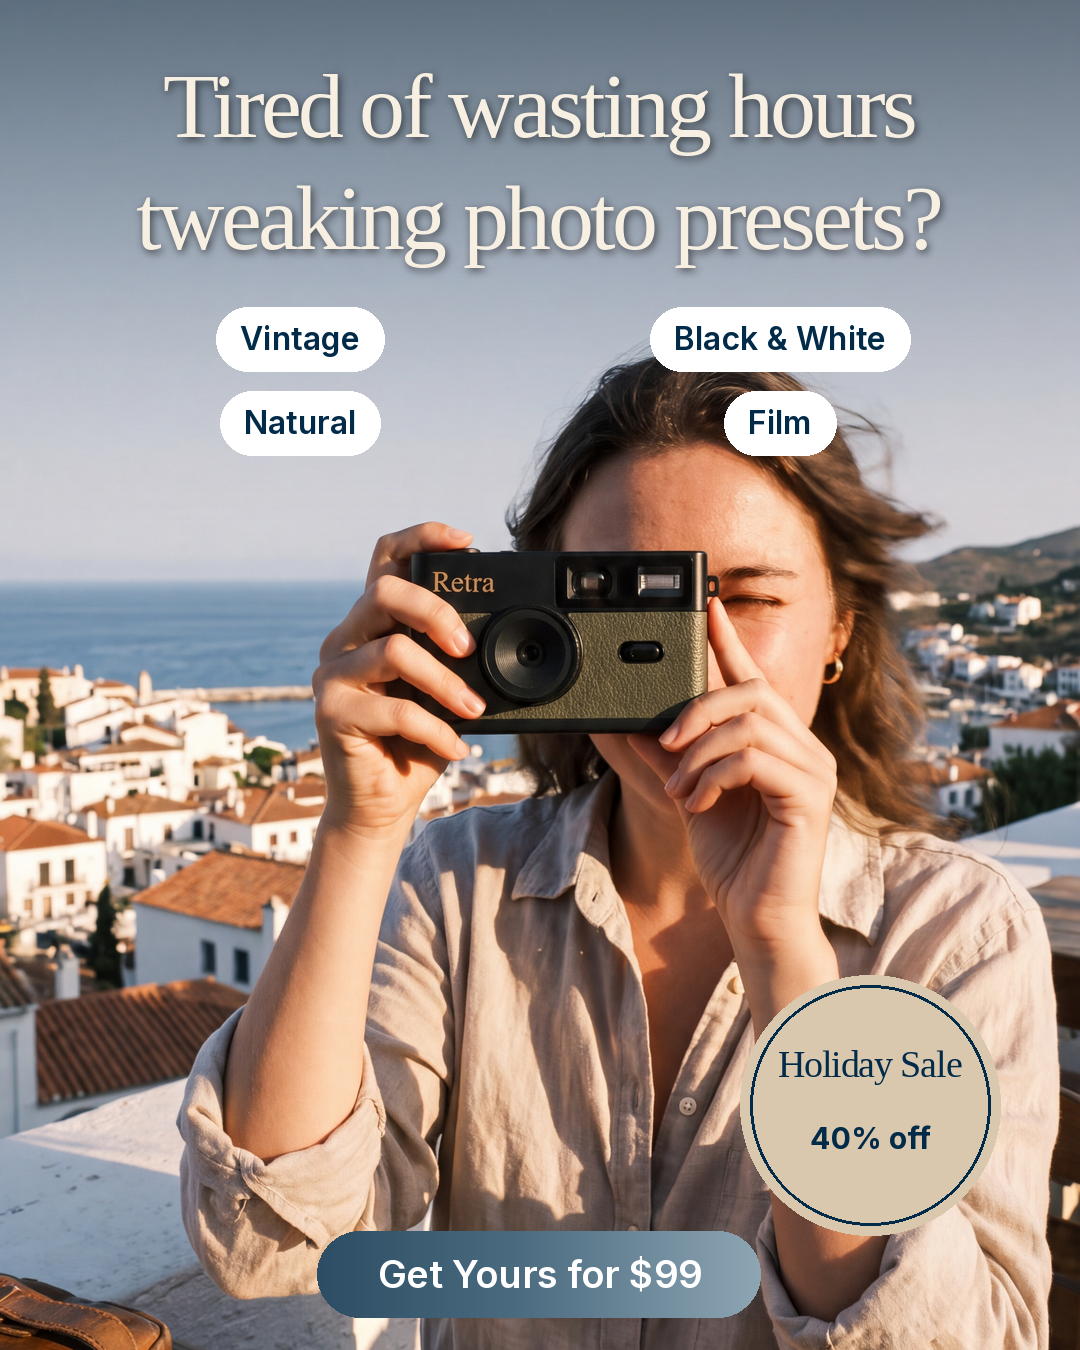 Tired of wasting hours
tweaking photo presets?
Vintage
Black & White
Natural
Film
Retra
Holiday Sale
40% off
Get Yours for $99